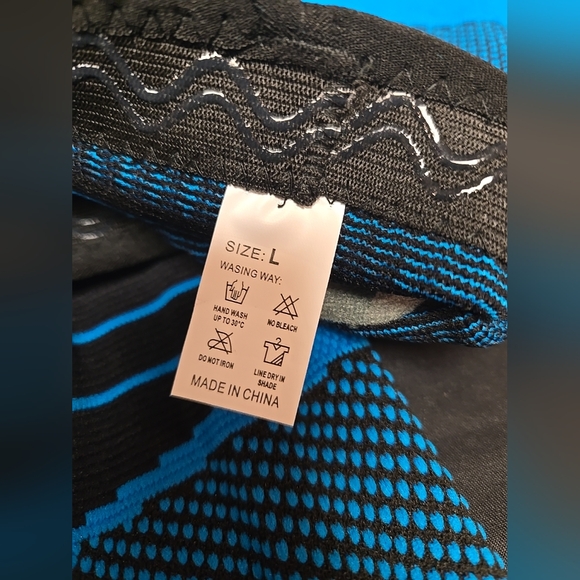 SIZE: L
WASING WAY:
HAND WASH
UP TO 30°C
NO BLEACH
DO NOT IRON
LINE DRY IN
SHADE
MADE IN CHINA